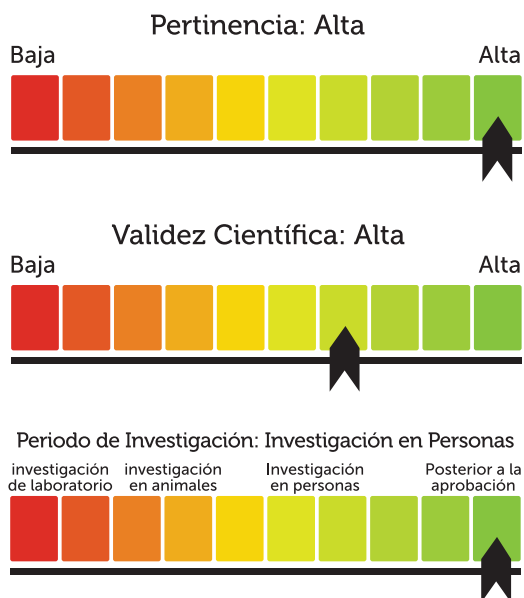 Pertinencia: Alta
Baja Alta
Validez Científica: Alta
Baja Alta
Periodo de Investigación: Investigación en Personas
investigación de laboratorio
investigación en animales
Investigación en personas
Posterior a la aprobación